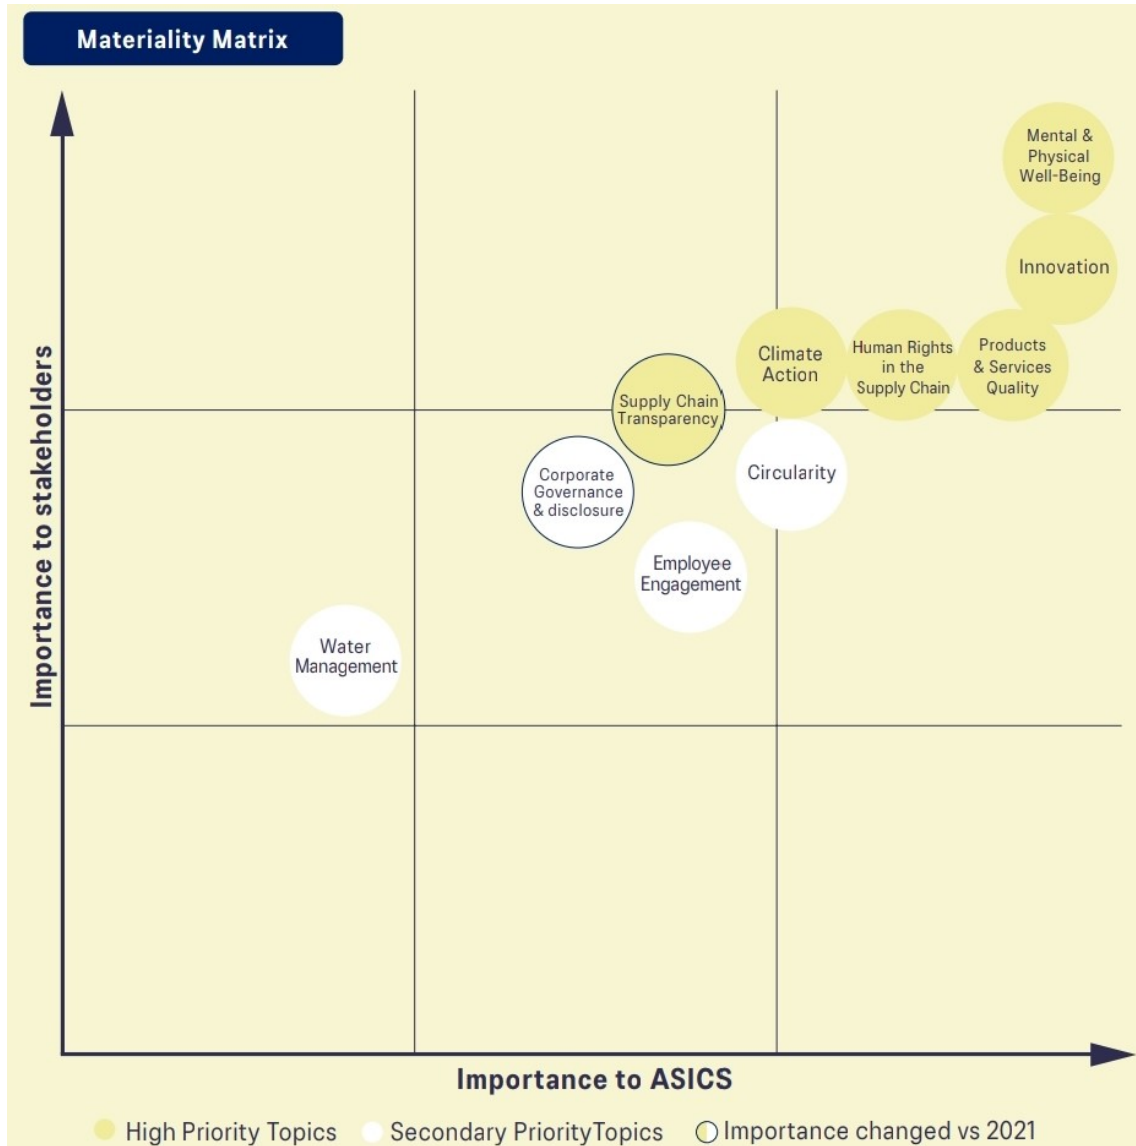 Materiality Matrix
Importance to stakeholders
Mental &
Physical
Well-Being
Innovation
Climate
Action
Human Rights
in the
Supply Chain
Products
& Services
Quality
Supply Chain
Transparency
Circularity
Corporate
Governance
& disclosure
Employee
Engagement
Water
Management
Importance to ASICS
High Priority Topics
Secondary PriorityTopics
Importance changed vs 2021